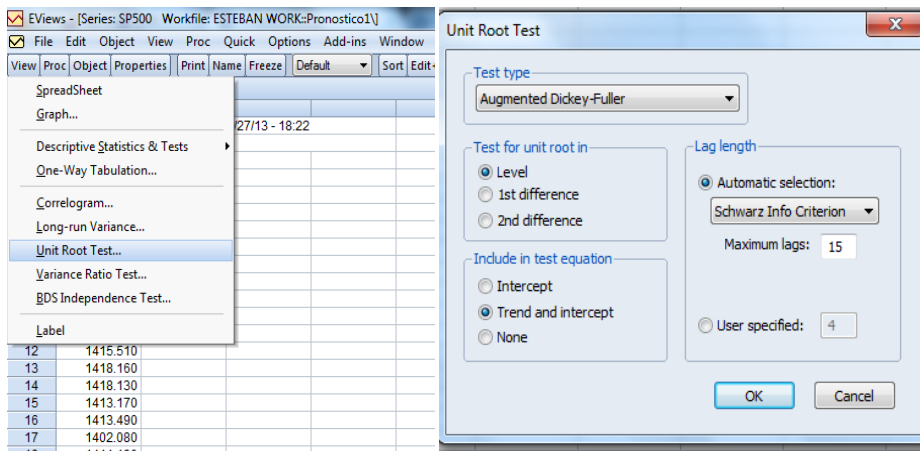 EViews - [Series: SP500 Workfile: ESTEBAN WORK::Pronostico1\]
File Edit Object View Proc Quick Options Add-ins Window
View Proc Object Properties Print Name Freeze Default Sort Edit+
SpreadSheet
Graph...
/27/13 - 18:22
Descriptive Statistics & Tests
One-Way Tabulation...
Correlogram...
Long-run Variance...
Unit Root Test...
Variance Ratio Test...
BDS Independence Test...
Label
12 1415.510
13 1418.160
14 1418.130
15 1413.170
16 1413.490
17 1402.080
Unit Root Test
Test type
Augmented Dickey-Fuller
Test for unit root in
Level
1st difference
2nd difference
Include in test equation
Intercept
Trend and intercept
None
Lag length
Automatic selection:
Schwarz Info Criterion
Maximum lags: 15
User specified: 4
OK Cancel